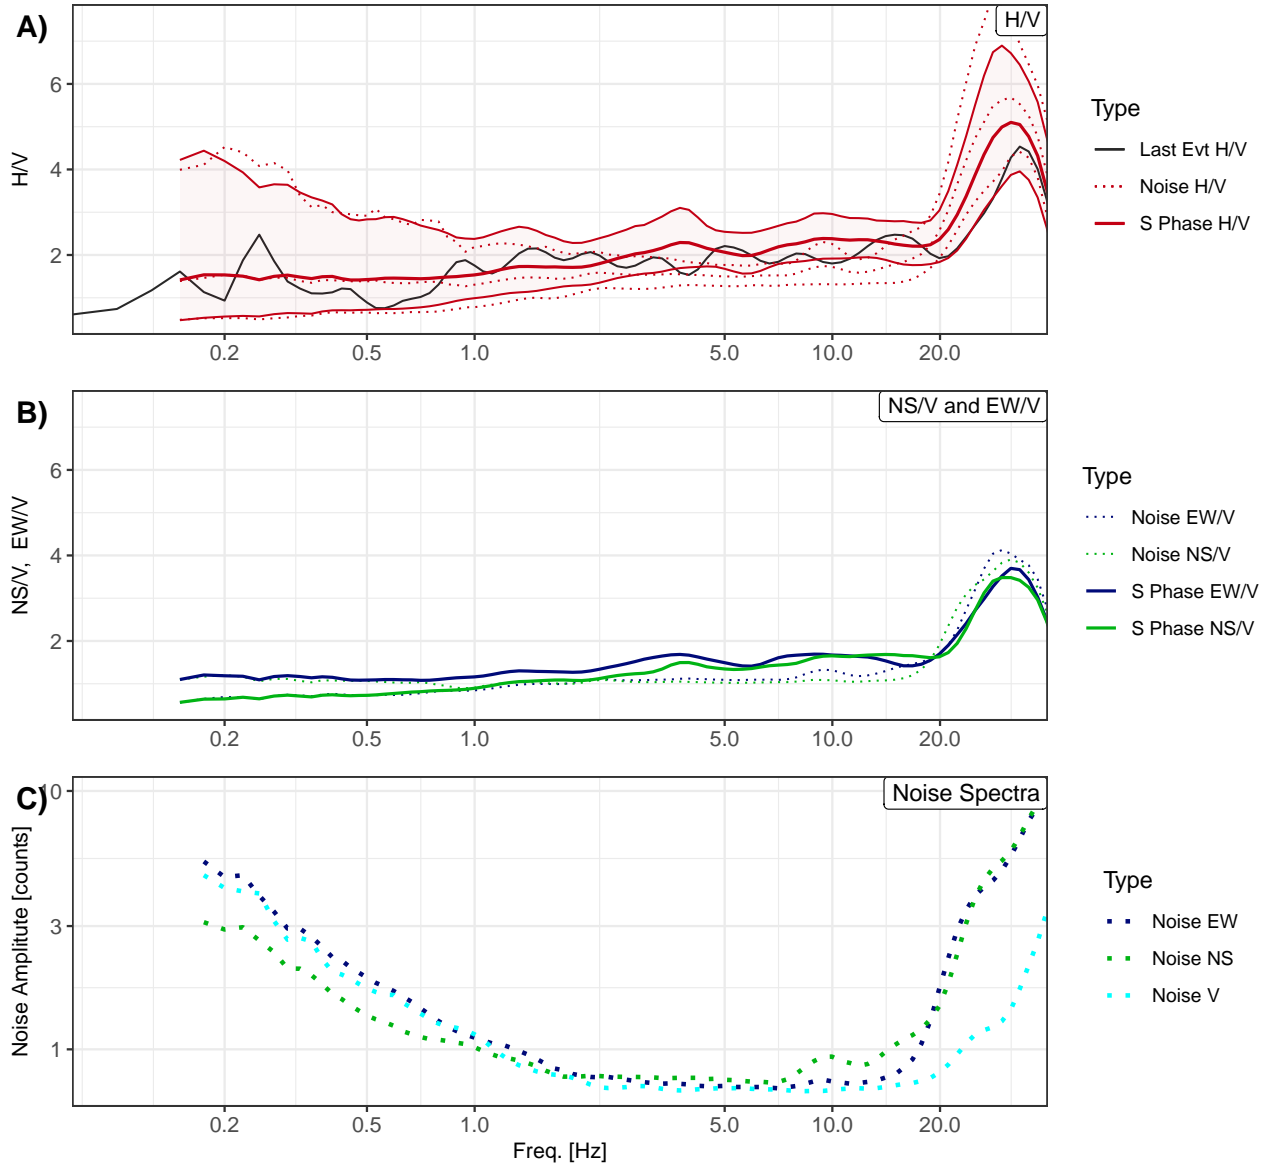 A)
H/V
6
4
2
H/V
0.2 0.5 1.0 5.0 10.0 20.0
Type
Last Evt H/V
Noise H/V
S Phase H/V
B)
NS/V and EW/V
6
4
2
NS/V, EW/V
0.2 0.5 1.0 5.0 10.0 20.0
Type
Noise EW/V
Noise NS/V
S Phase EW/V
S Phase NS/V
C)
Noise Spectra
10
3
1
Noise Amplitute [counts]
0.2 0.5 1.0 5.0 10.0 20.0
Freq. [Hz]
Type
Noise EW
Noise NS
Noise V